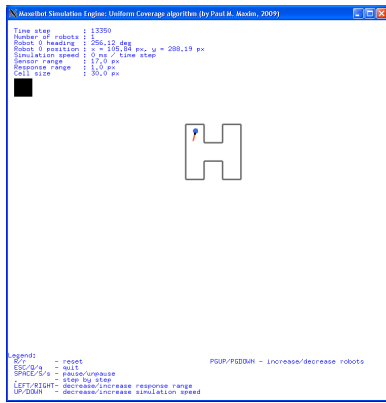 Maxelbot Simulation Engine: Uniform Coverage algorithm (by Paul M. Maxim, 2009)
Time step : 13350
Number of robots : 1
Robot 0 heading : 256.12 deg
Robot 0 position : x = 105.84 px, y = 288.19 px
Simulation speed : 0 ms / time step
Sensor range : 17.0 px
Response range : 1.0 px
Cell size : 30.0 px
Legend:
R/r - reset PGUP/PGDOWN - increase/decrease robots
ESC/Q/q - quit
SPACE/S/s - pause/unpause
. - step by step
LEFT/RIGHT- decrease/increase response range
UP/DOWN - decrease/increase simulation speed